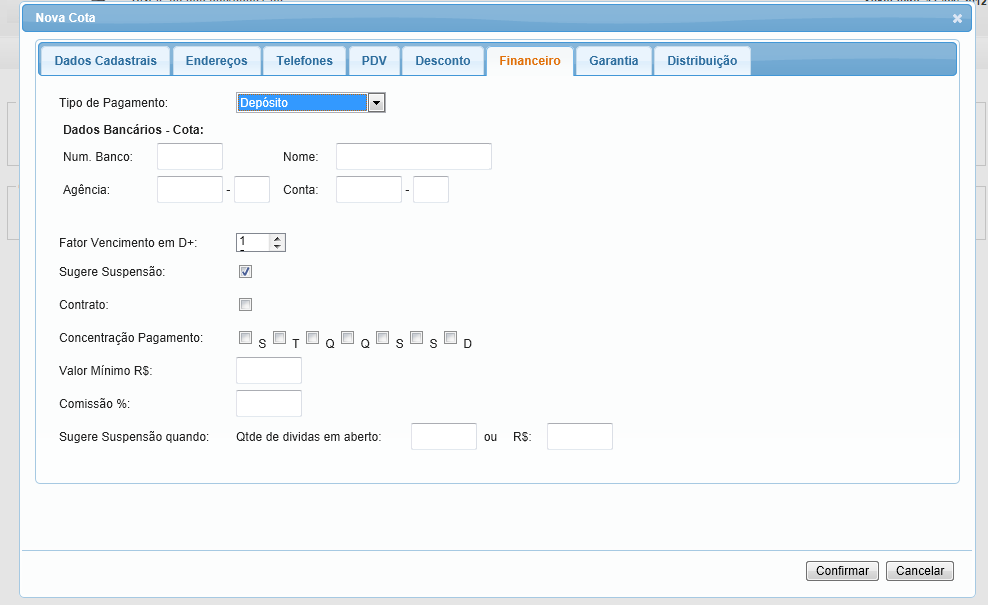 Nova Cota
Dados Cadastrais Endereços Telefones PDV Desconto Financeiro Garantia Distribuição
Tipo de Pagamento: Depósito
Dados Bancários - Cota:
Num. Banco: Nome:
Agência: - Conta: -
Fator Vencimento em D+: 1
Sugere Suspensão:
Contrato:
Concentração Pagamento: S T Q Q S S D
Valor Mínimo R$:
Comissão %:
Sugere Suspensão quando: Qtde de dividas em aberto: ou R$:
Confirmar Cancelar